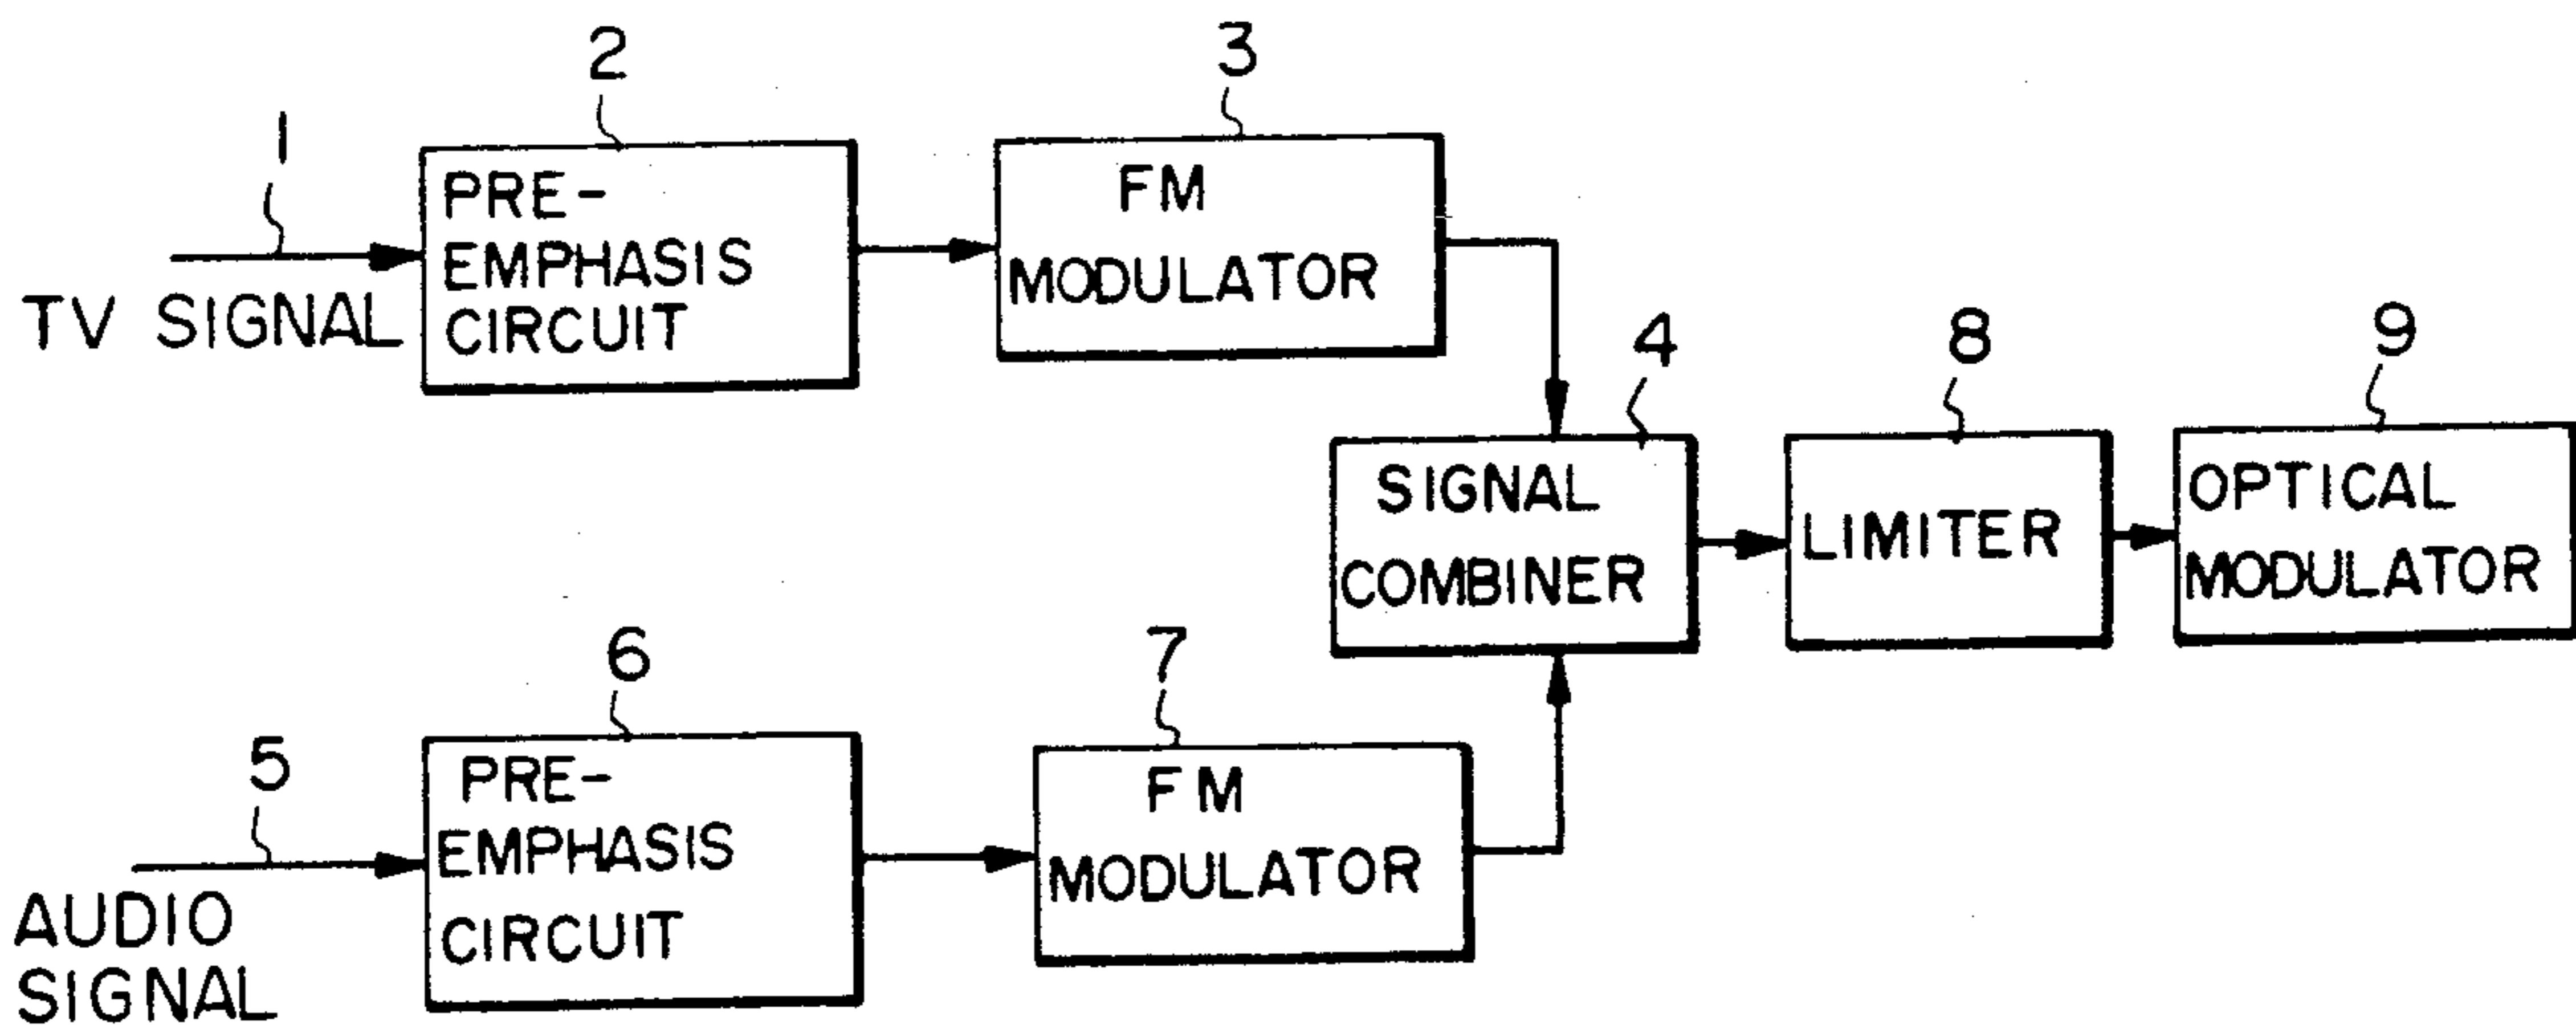 1
TV SIGNAL
2
PRE-
EMPHASIS
CIRCUIT
3
FM
MODULATOR
4
SIGNAL
COMBINER
8
LIMITER
9
OPTICAL
MODULATOR
5
AUDIO
SIGNAL
6
PRE-
EMPHASIS
CIRCUIT
7
FM
MODULATOR